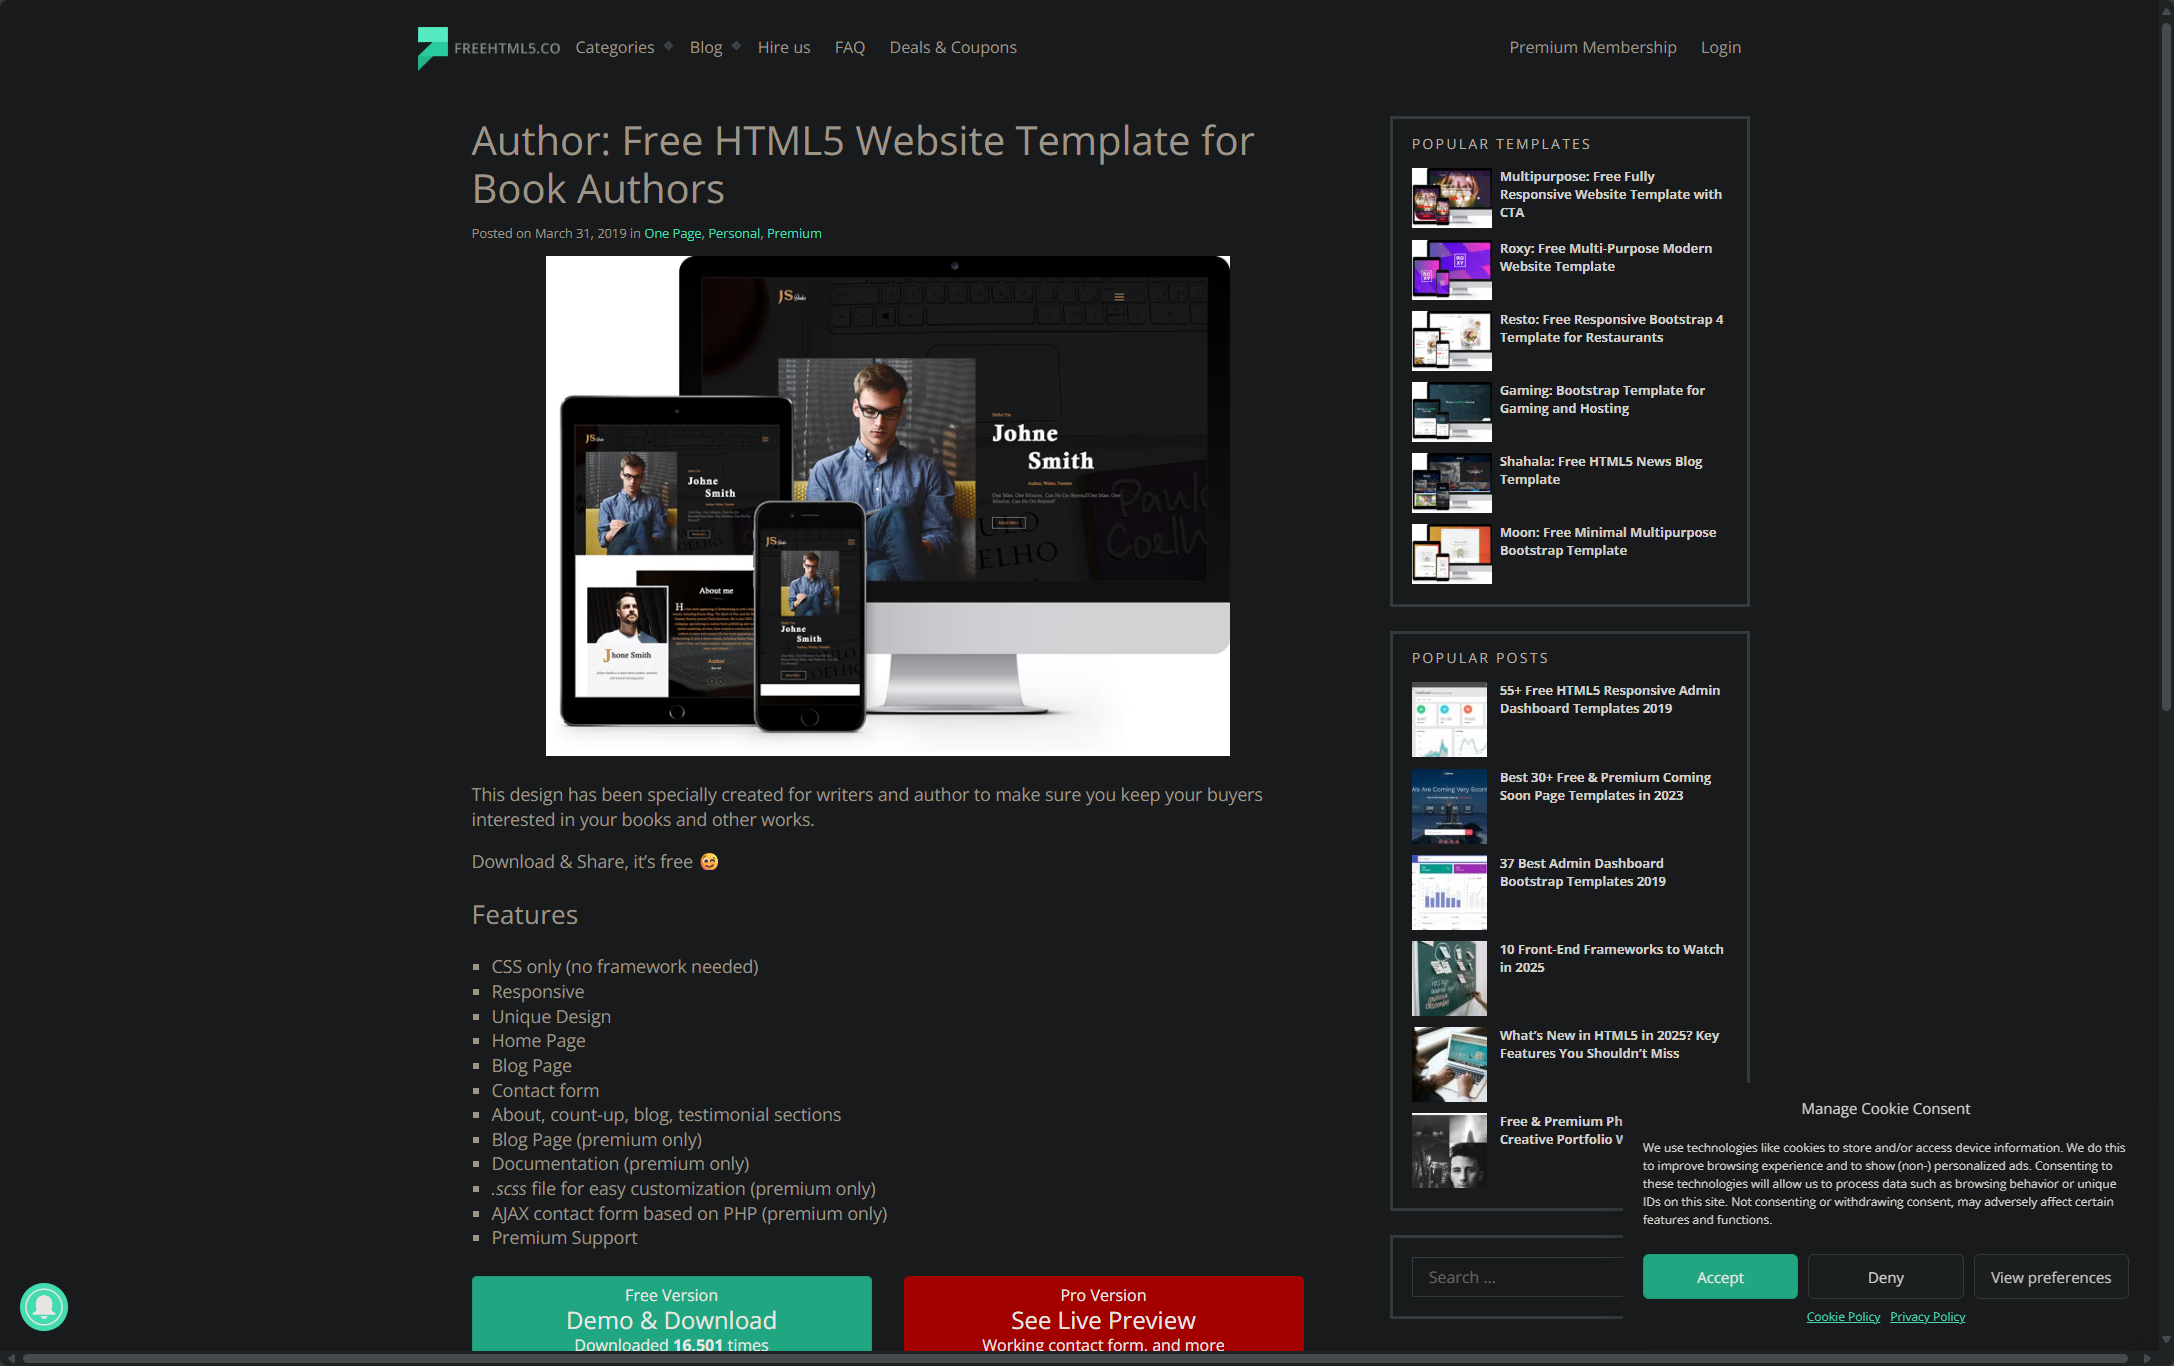 FREEHTML5.CO
Categories
Blog
Hire us
FAQ
Deals & Coupons
Premium Membership
Login
Author: Free HTML5 Website Template for
Book Authors
Posted on March 31, 2019 in One Page, Personal, Premium
JS
Johne
Smith
Author, Writer, Traveler
JS
Johne
Smith
About me
Jhone Smith
Author
JS
Johne
Smith
This design has been specially created for writers and author to make sure you keep your buyers
interested in your books and other works.
Download & Share, it's free
Features
CSS only (no framework needed)
Responsive
Unique Design
Home Page
Blog Page
Contact form
About, count-up, blog, testimonial sections
Blog Page (premium only)
Documentation (premium only)
.scss file for easy customization (premium only)
AJAX contact form based on PHP (premium only)
Premium Support
Free Version
Demo & Download
Downloaded 16,501 times
Pro Version
See Live Preview
Working contact form, and more
POPULAR TEMPLATES
Multipurpose: Free Fully
Responsive Website Template with
CTA
Roxy: Free Multi-Purpose Modern
Website Template
Resto: Free Responsive Bootstrap 4
Template for Restaurants
Gaming: Bootstrap Template for
Gaming and Hosting
Shahala: Free HTML5 News Blog
Template
Moon: Free Minimal Multipurpose
Bootstrap Template
POPULAR POSTS
55+ Free HTML5 Responsive Admin
Dashboard Templates 2019
Best 30+ Free & Premium Coming
Soon Page Templates in 2023
37 Best Admin Dashboard
Bootstrap Templates 2019
10 Front-End Frameworks to Watch
in 2025
What's New in HTML5 in 2025? Key
Features You Shouldn't Miss
Free & Premium Ph
Creative Portfolio W
Search ...
Manage Cookie Consent
We use technologies like cookies to store and/or access device information. We do this
to improve browsing experience and to show (non-) personalized ads. Consenting to
these technologies will allow us to process data such as browsing behavior or unique
IDs on this site. Not consenting or withdrawing consent, may adversely affect certain
features and functions.
Accept
Deny
View preferences
Cookie Policy
Privacy Policy